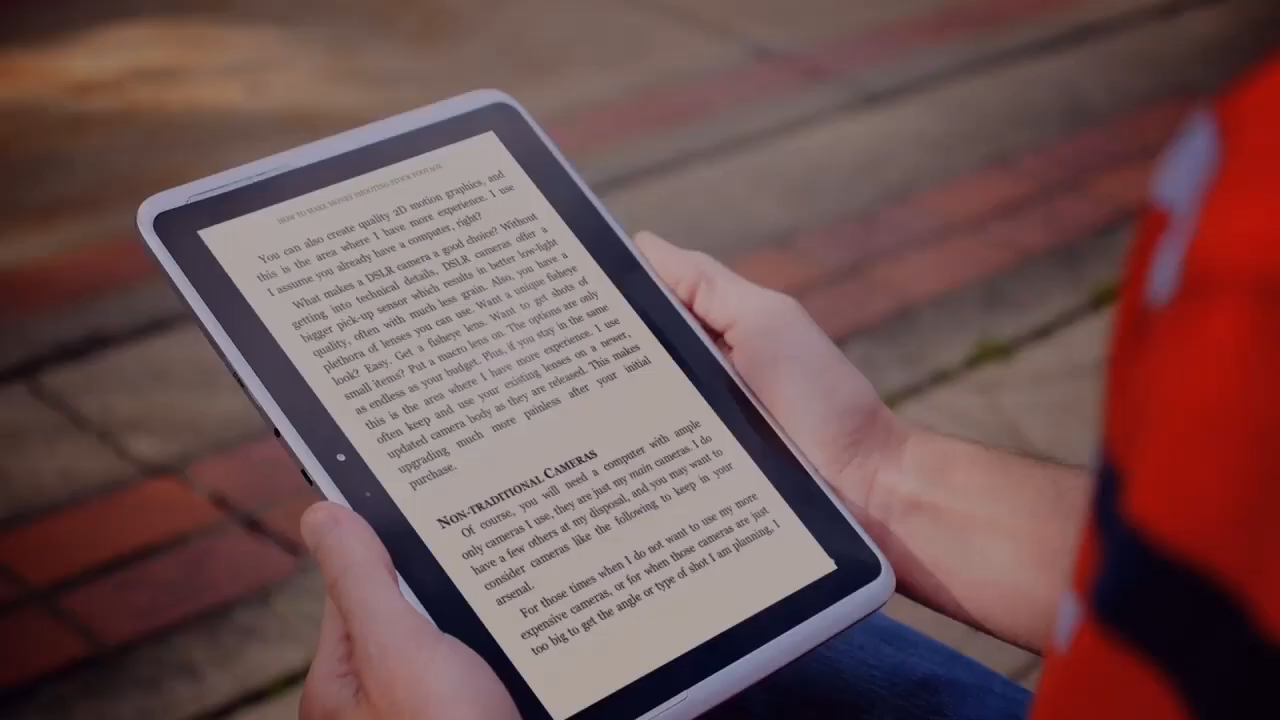 HOW TO MAKE MONEY SHOOTING STOCK FOOTAGE
You can also create quality 2D motion graphics, and
this is the area where I have more experience. I use
I assume you already have a computer, right?
What makes a DSLR camera a good choice? Without
getting into technical details, DSLR cameras offer a
bigger pick-up sensor which results in better low-light
quality, often with much less grain. Also, you have a
plethora of lenses you can use. Want a unique fisheye
look? Easy. Get a fisheye lens. Want to get shots of
small items? Put a macro lens on. The options are only
as endless as your budget. Plus, if you stay in the same
this is the area where I have more experience. I use
often keep and use your existing lenses on a newer,
updated camera body as they are released. This makes
upgrading much more painless after your initial
purchase.
NON-TRADITIONAL CAMERAS
Of course, you will need a computer with ample
only cameras I use, they are just my main cameras. I do
have a few others at my disposal, and you may want to
consider cameras like the following to keep in your
arsenal.
For those times when I do not want to use my more
expensive cameras, or for when those cameras are just
too big to get the angle or type of shot I am planning, I